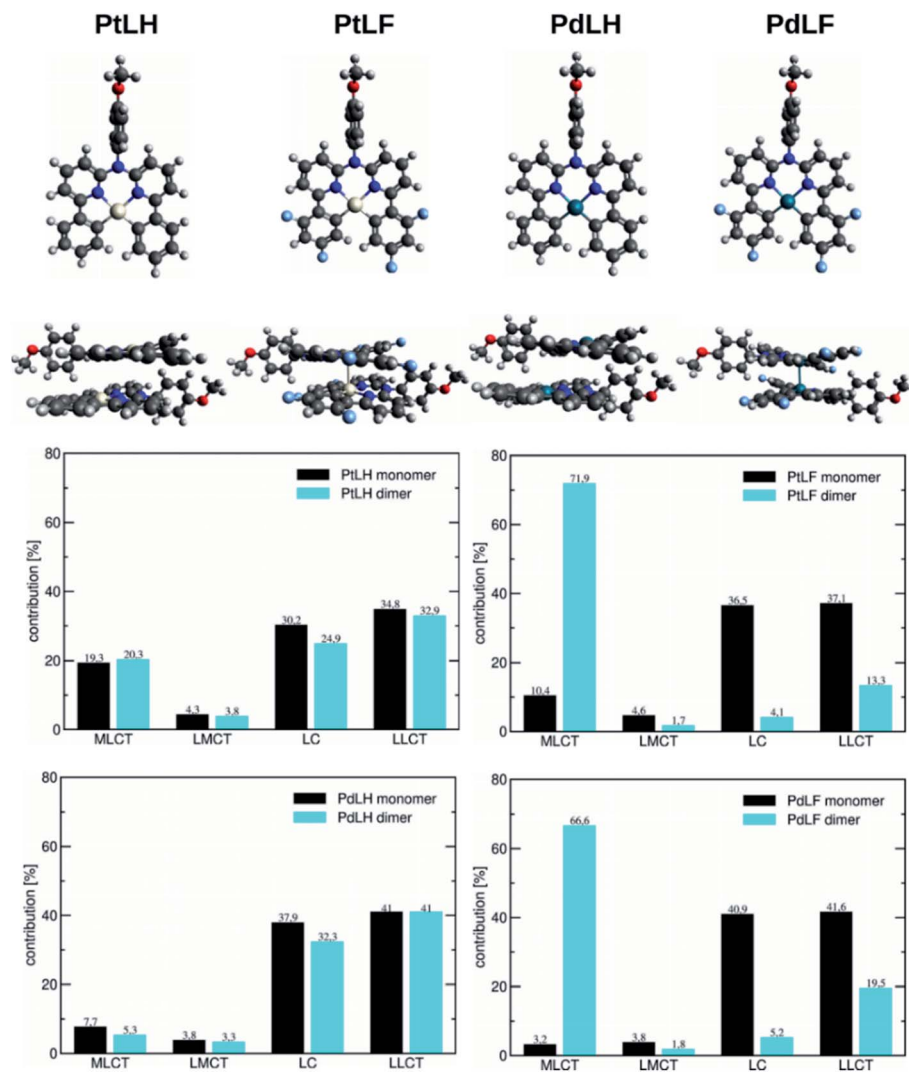 PtLH PtLF PdLH PdLF
80
60
40
20
0
contribution [%]
PtLH monomer
PtLH dimer
19,3 20,3 4,3 3,8 30,2 24,9 34,8 32,9
MLCT LMCT LC LLCT
80
60
40
20
0
contribution [%]
PtLF monomer
PtLF dimer
10,4 71,9 4,6 1,7 36,5 4,1 37,1 13,3
MLCT LMCT LC LLCT
80
60
40
20
0
contribution [%]
PdLH monomer
PdLH dimer
7,7 5,3 3,8 3,3 37,9 32,3 41 41
MLCT LMCT LC LLCT
80
60
40
20
0
contribution [%]
PdLF monomer
PdLF dimer
3,2 66,6 3,8 1,8 40,9 5,2 41,6 19,5
MLCT LMCT LC LLCT